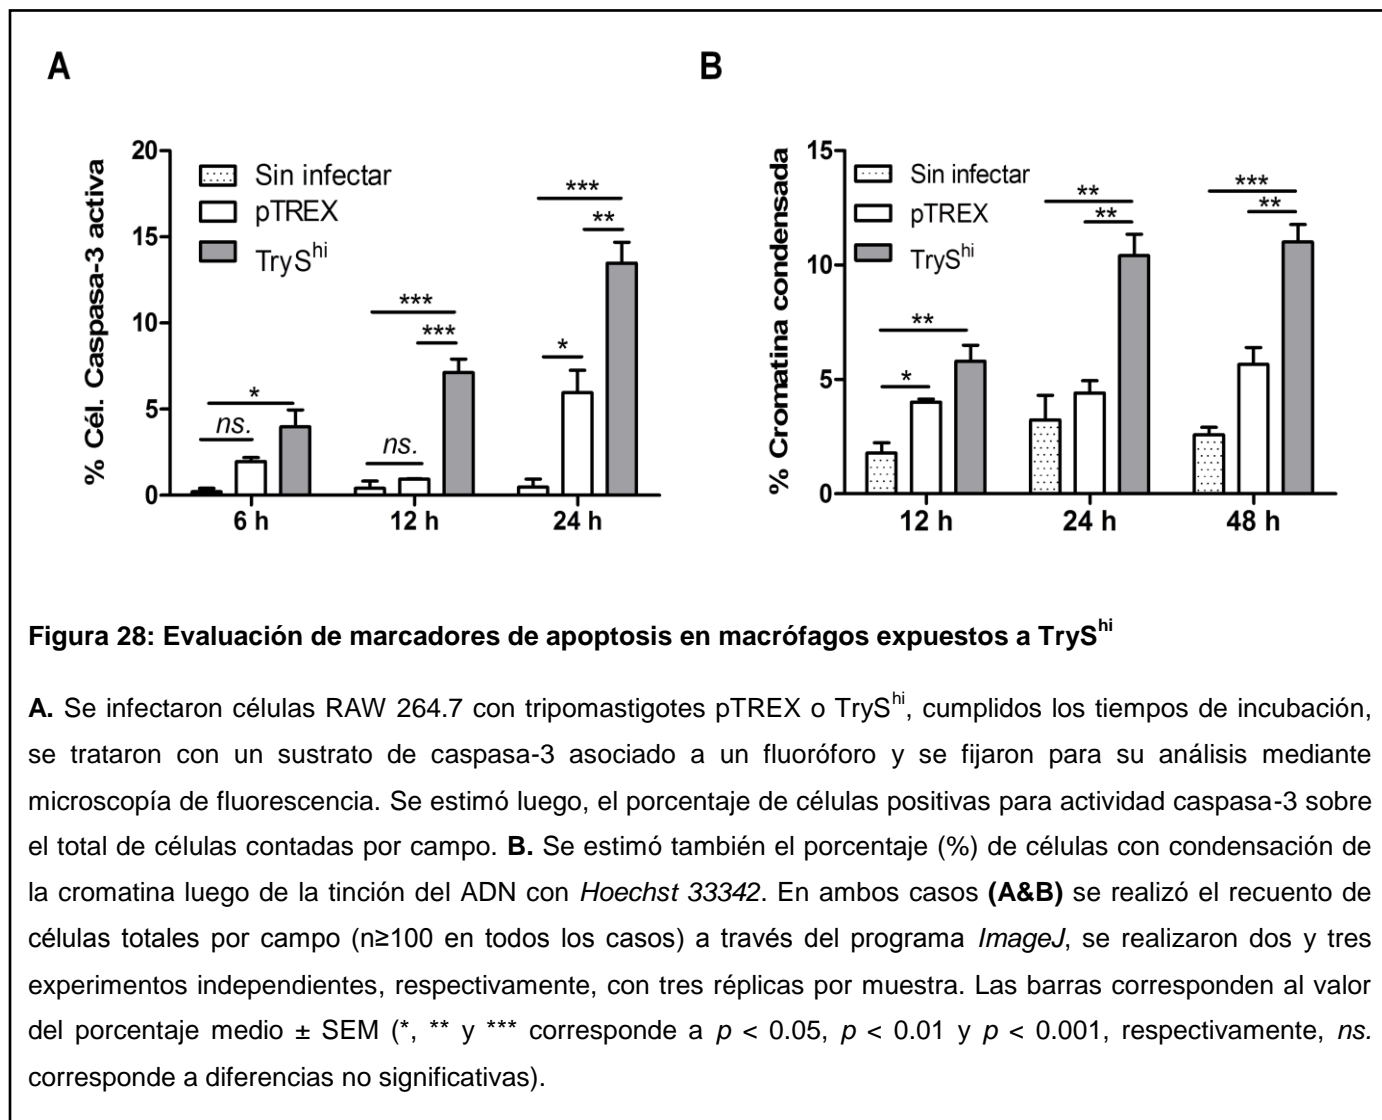 A
B
% Cél. Caspasa-3 activa
20
15
10
5
0
Sin infectar
pTREX
TrySʰⁱ
*
ns.
***
***
ns.
***
**
*
6 h
12 h
24 h
% Cromatina condensada
15
10
5
0
Sin infectar
pTREX
TrySʰⁱ
**
*
**
**
***
**
12 h
24 h
48 h
Figura 28: Evaluación de marcadores de apoptosis en macrófagos expuestos a TrySʰⁱ
A. Se infectaron células RAW 264.7 con tripomastigotes pTREX o TrySʰⁱ, cumplidos los tiempos de incubación,
se trataron con un sustrato de caspasa-3 asociado a un fluoróforo y se fijaron para su análisis mediante
microscopía de fluorescencia. Se estimó luego, el porcentaje de células positivas para actividad caspasa-3 sobre
el total de células contadas por campo. B. Se estimó también el porcentaje (%) de células con condensación de
la cromatina luego de la tinción del ADN con Hoechst 33342. En ambos casos (A&B) se realizó el recuento de
células totales por campo (n≥100 en todos los casos) a través del programa ImageJ, se realizaron dos y tres
experimentos independientes, respectivamente, con tres réplicas por muestra. Las barras corresponden al valor
del porcentaje medio ± SEM (*, ** y *** corresponde a p < 0.05, p < 0.01 y p < 0.001, respectivamente, ns.
corresponde a diferencias no significativas).